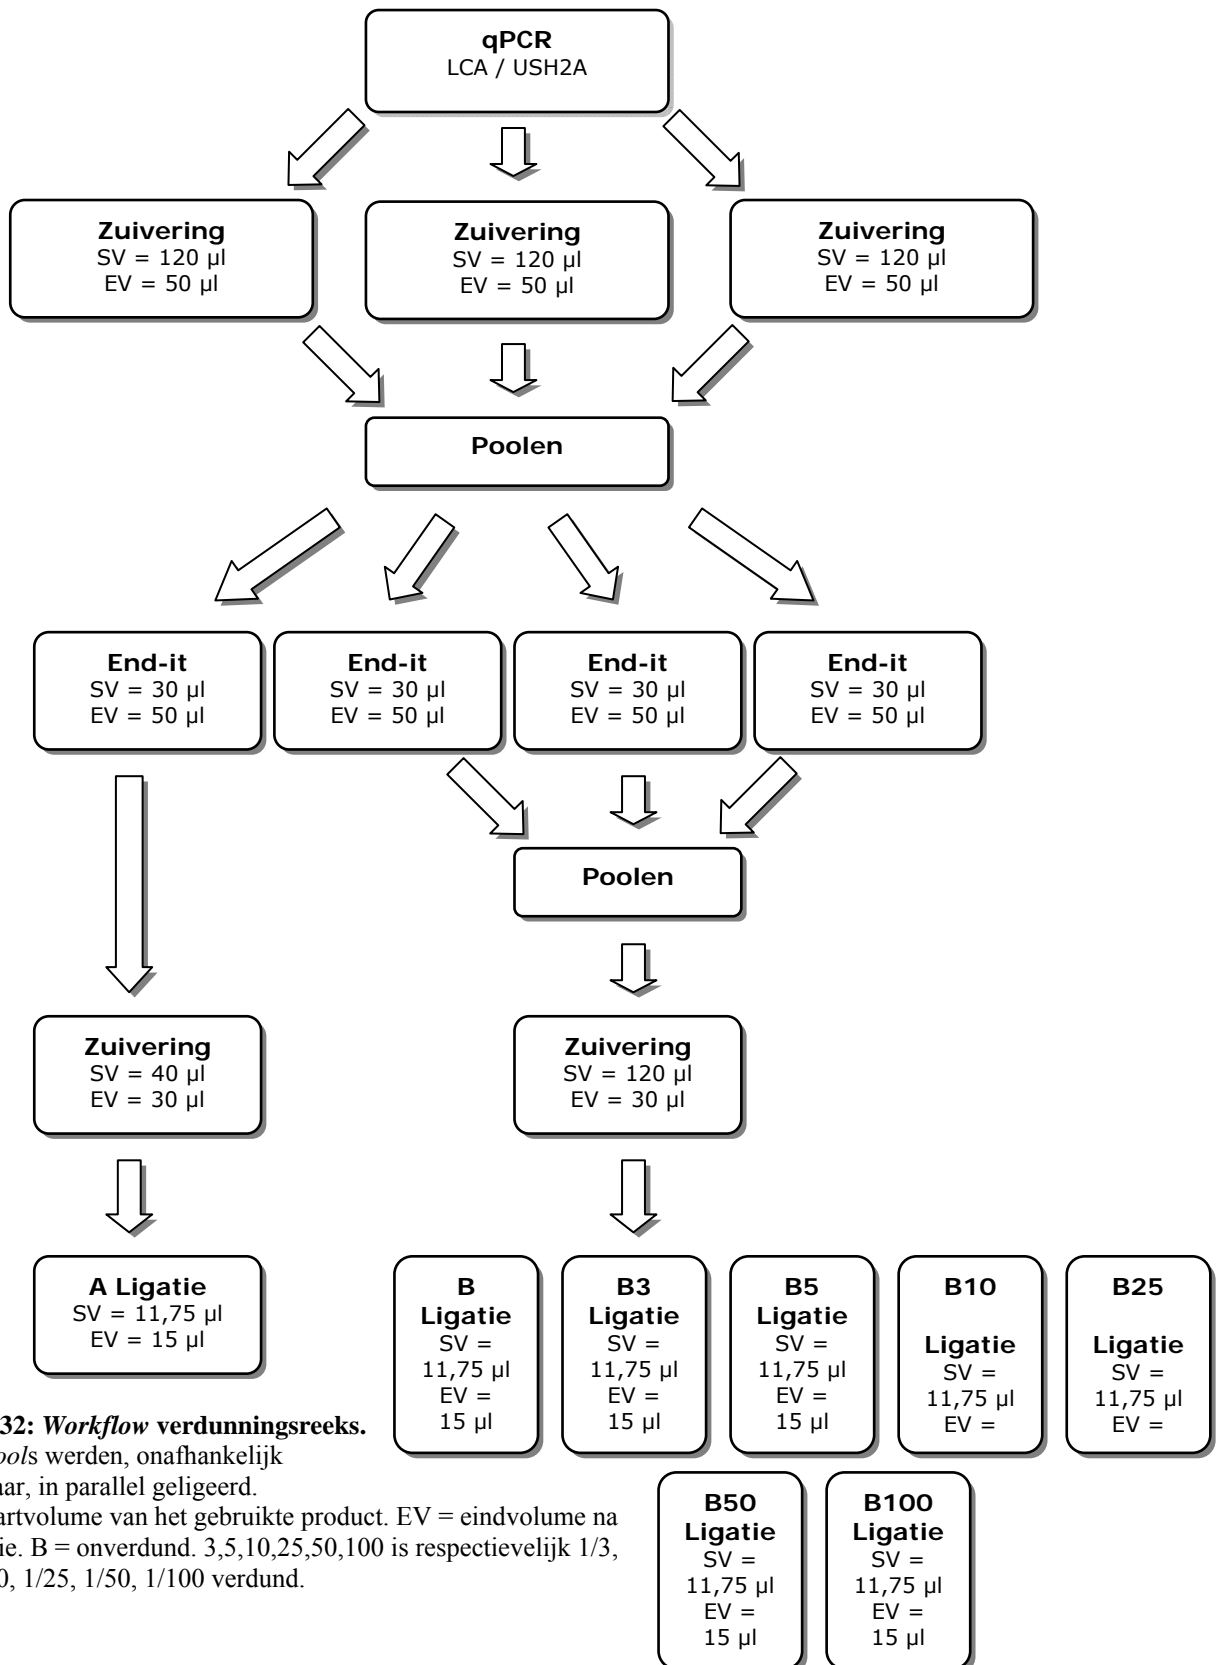 qPCR
LCA / USH2A
Zuivering
SV = 120 µl
EV = 50 µl
Zuivering
SV = 120 µl
EV = 50 µl
Zuivering
SV = 120 µl
EV = 50 µl
Poolen
End-it
SV = 30 µl
EV = 50 µl
End-it
SV = 30 µl
EV = 50 µl
End-it
SV = 30 µl
EV = 50 µl
End-it
SV = 30 µl
EV = 50 µl
Poolen
Zuivering
SV = 40 µl
EV = 30 µl
Zuivering
SV = 120 µl
EV = 30 µl
A Ligatie
SV = 11,75 µl
EV = 15 µl
B
Ligatie
SV =
11,75 µl
EV =
15 µl
B3
Ligatie
SV =
11,75 µl
EV =
15 µl
B5
Ligatie
SV =
11,75 µl
EV =
15 µl
B10
Ligatie
SV =
11,75 µl
EV =
B25
Ligatie
SV =
11,75 µl
EV =
32: Workflow verdunningsreeks.
ools werden, onafhankelijk
aar, in parallel geligeerd.
artvolume van het gebruikte product. EV = eindvolume na
ie. B = onverdund. 3,5,10,25,50,100 is respectievelijk 1/3,
0, 1/25, 1/50, 1/100 verdund.
B50
Ligatie
SV =
11,75 µl
EV =
15 µl
B100
Ligatie
SV =
11,75 µl
EV =
15 µl